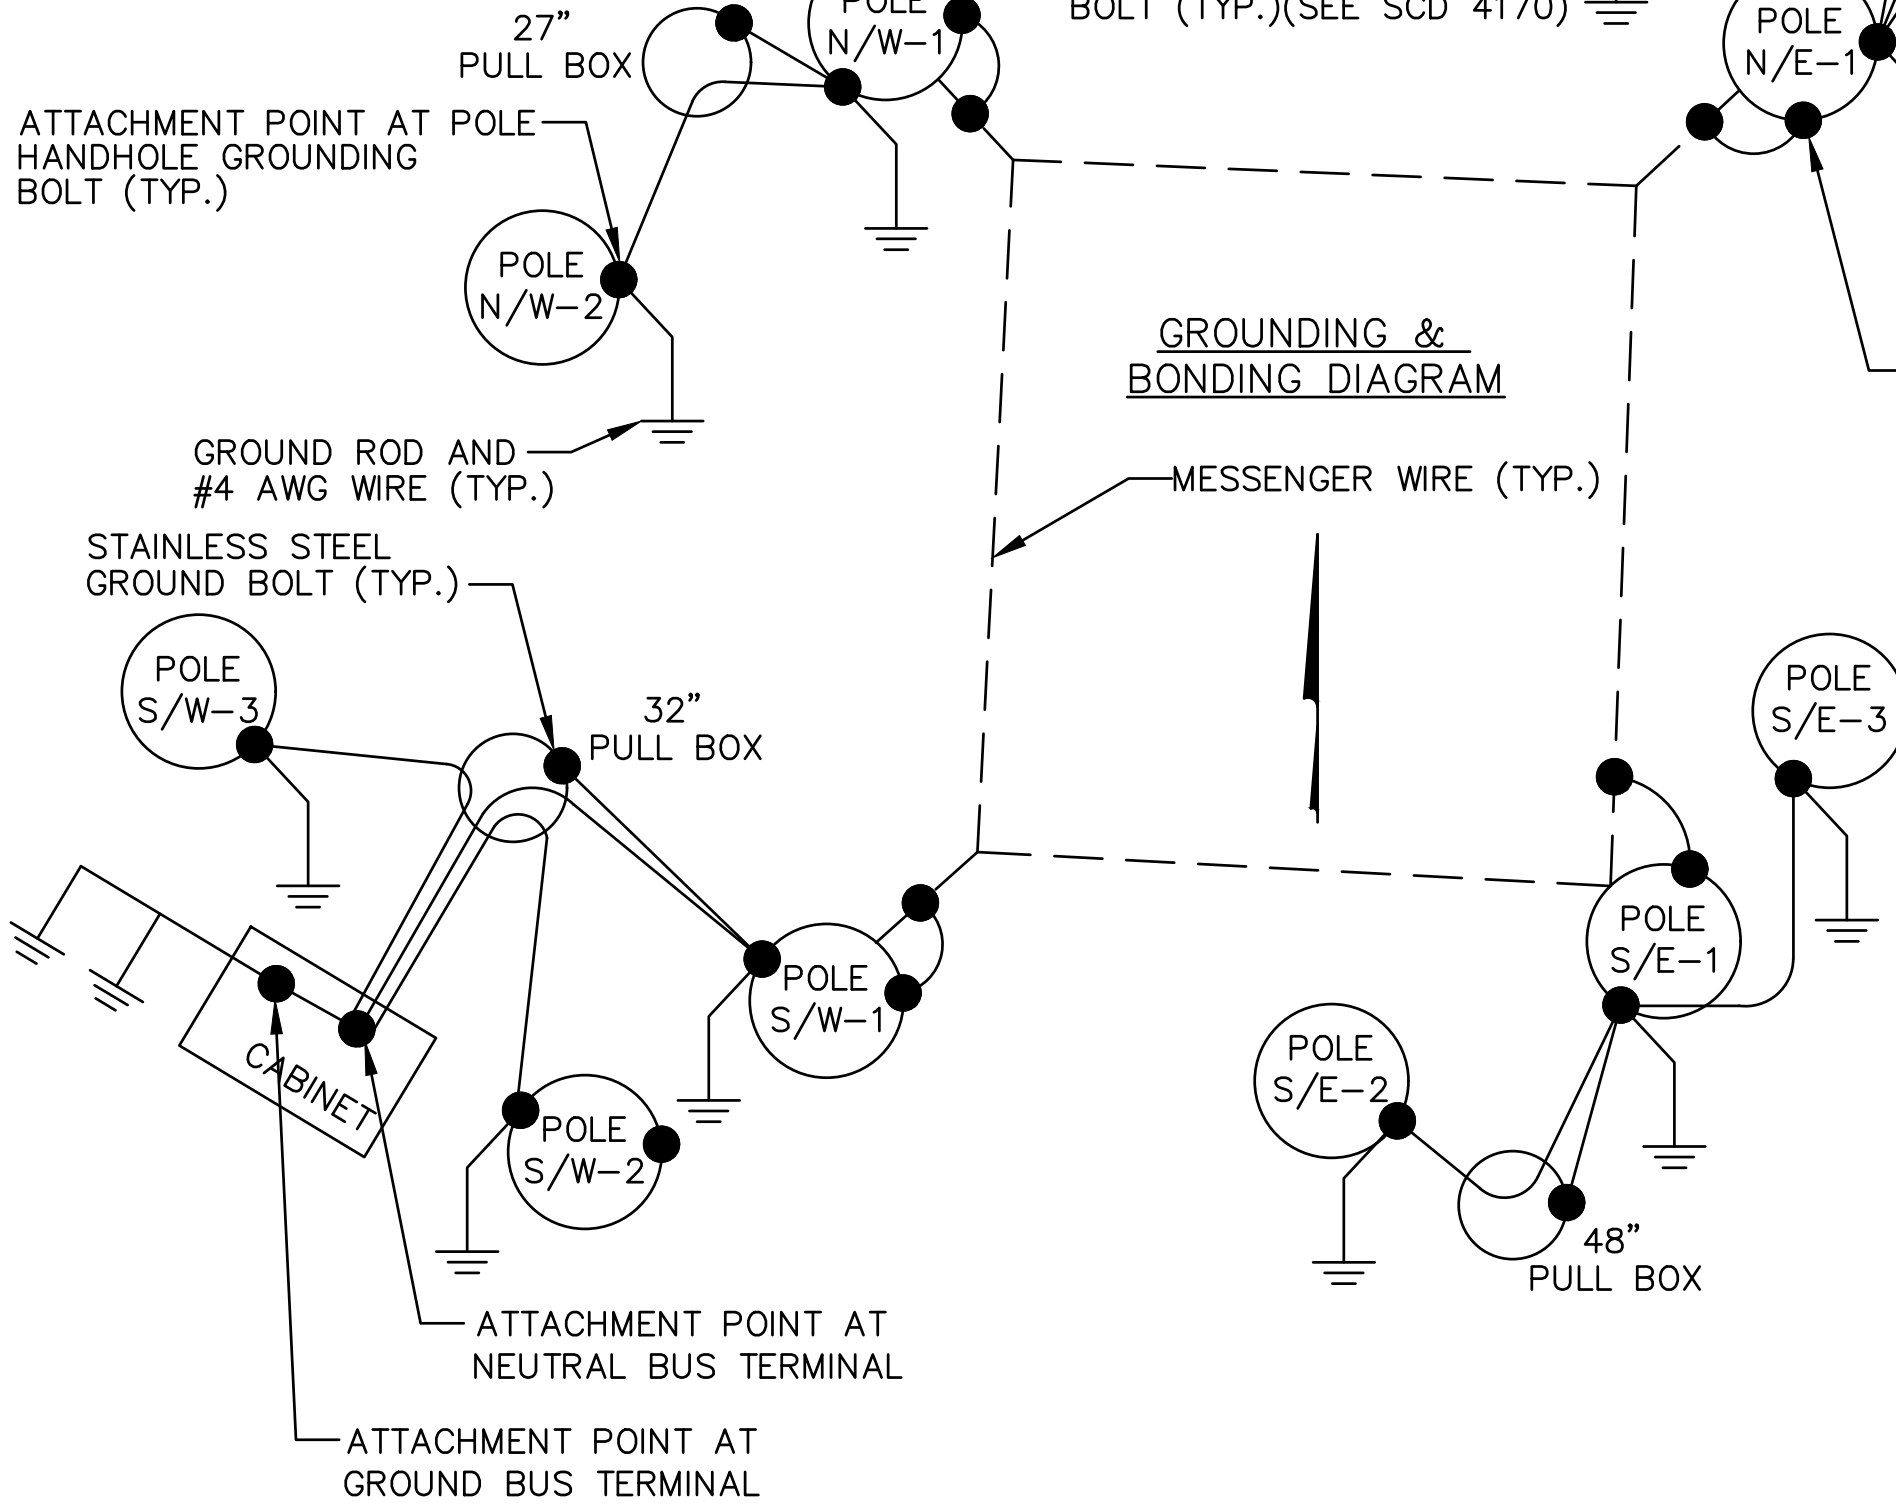 POLE
N/W-1
BOLT (TYP.)(SEE SCD 4170)
POLE
N/E-1
27"
PULL BOX
ATTACHMENT POINT AT POLE
HANDHOLE GROUNDING
BOLT (TYP.)
POLE
N/W-2
GROUNDING &
BONDING DIAGRAM
GROUND ROD AND
#4 AWG WIRE (TYP.)
MESSENGER WIRE (TYP.)
STAINLESS STEEL
GROUND BOLT (TYP.)
POLE
S/W-3
32"
PULL BOX
POLE
S/E-3
POLE
S/E-1
POLE
S/W-1
CABINET
POLE
S/E-2
POLE
S/W-2
48"
PULL BOX
ATTACHMENT POINT AT
NEUTRAL BUS TERMINAL
ATTACHMENT POINT AT
GROUND BUS TERMINAL